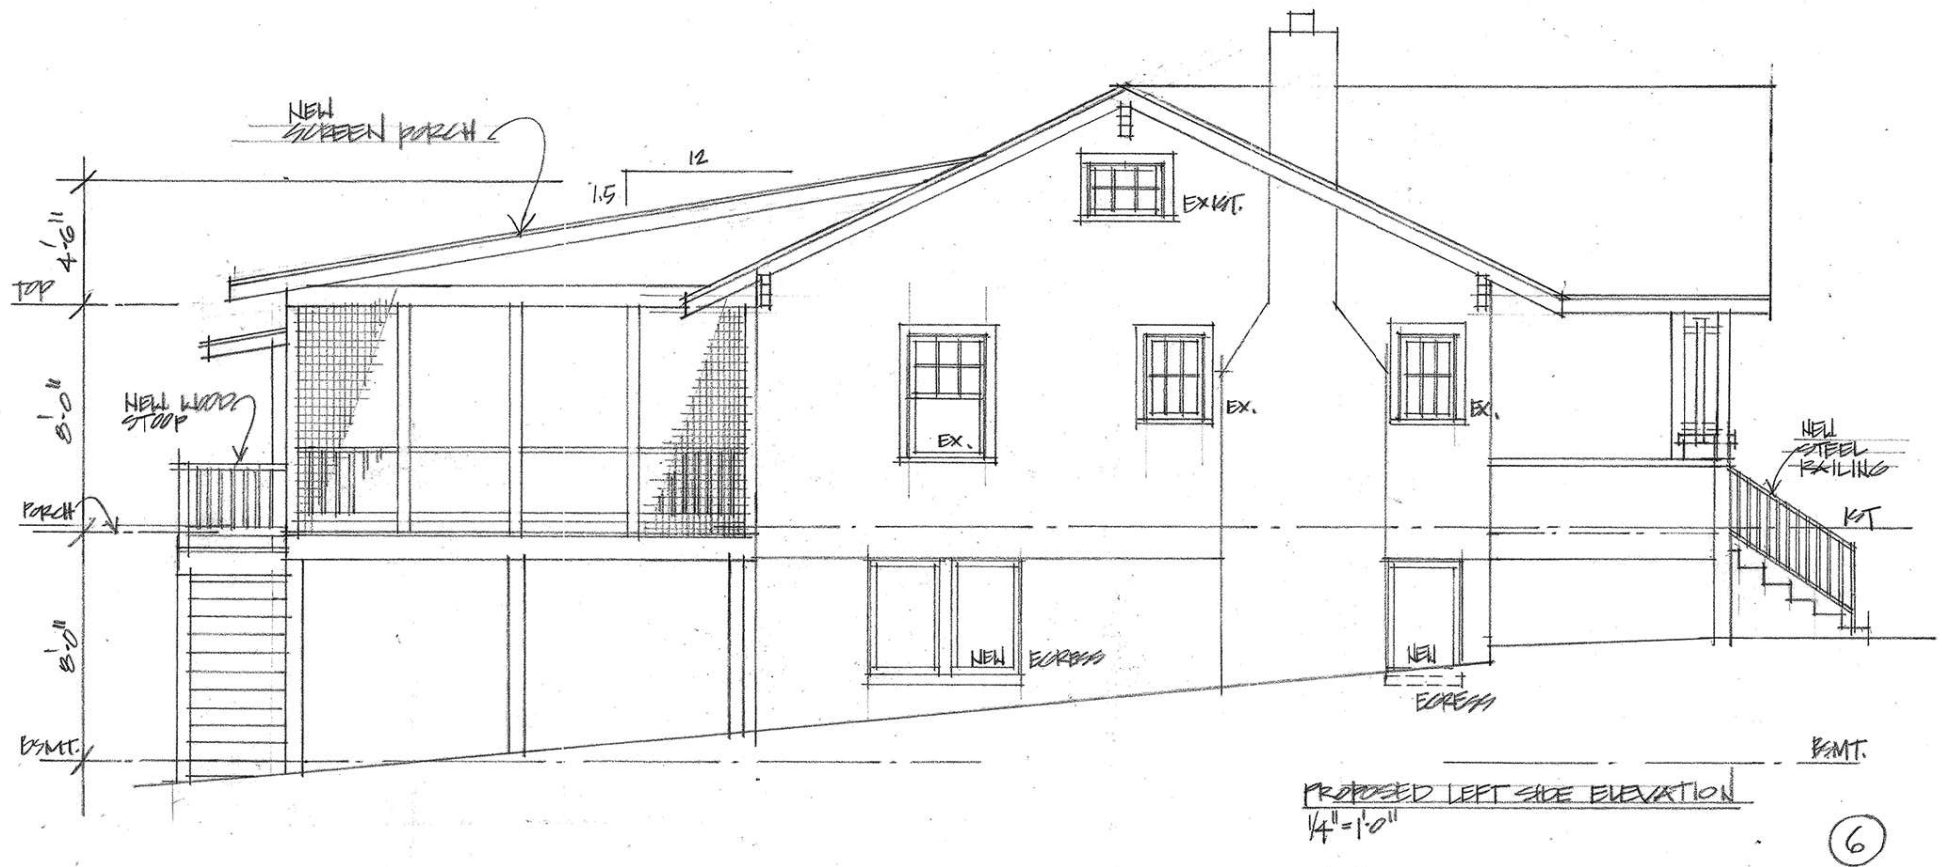 NEW
SCREEN PORCH
12
1.5
EXIST.
4'-6"
TOP
8'-0"
NEW WOOD
STOOP
EX.
EX.
EX.
NEW
STEEL
RAILING
PORCH
1ST
8'-0"
NEW EGRESS
NEW
EGRESS
BSMT.
BSMT.
PROPOSED LEFT SIDE ELEVATION
1/4" = 1'-0"
6